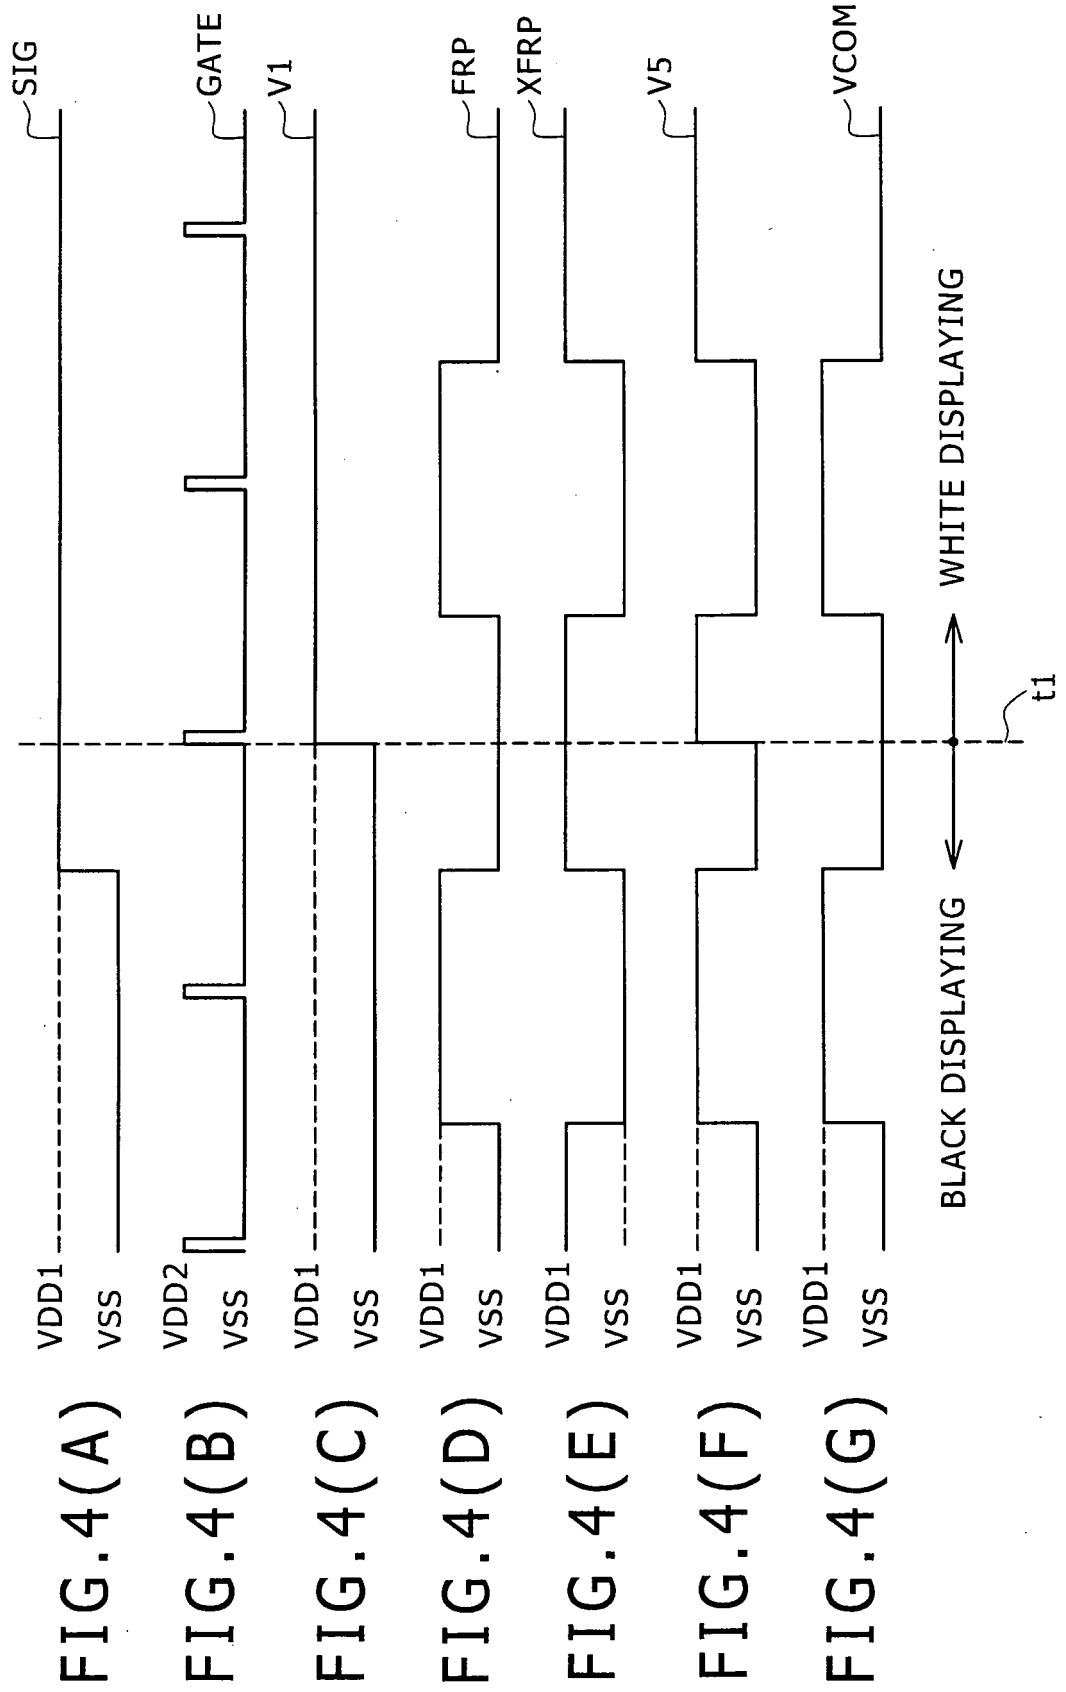 FIG.4(A)
VDD1
VSS
SIG
FIG.4(B)
VDD2
VSS
GATE
FIG.4(C)
VDD1
VSS
V1
FIG.4(D)
VDD1
VSS
FRP
FIG.4(E)
VDD1
VSS
XFRP
FIG.4(F)
VDD1
VSS
V5
FIG.4(G)
VDD1
VSS
VCOM
BLACK DISPLAYING
WHITE DISPLAYING
t1